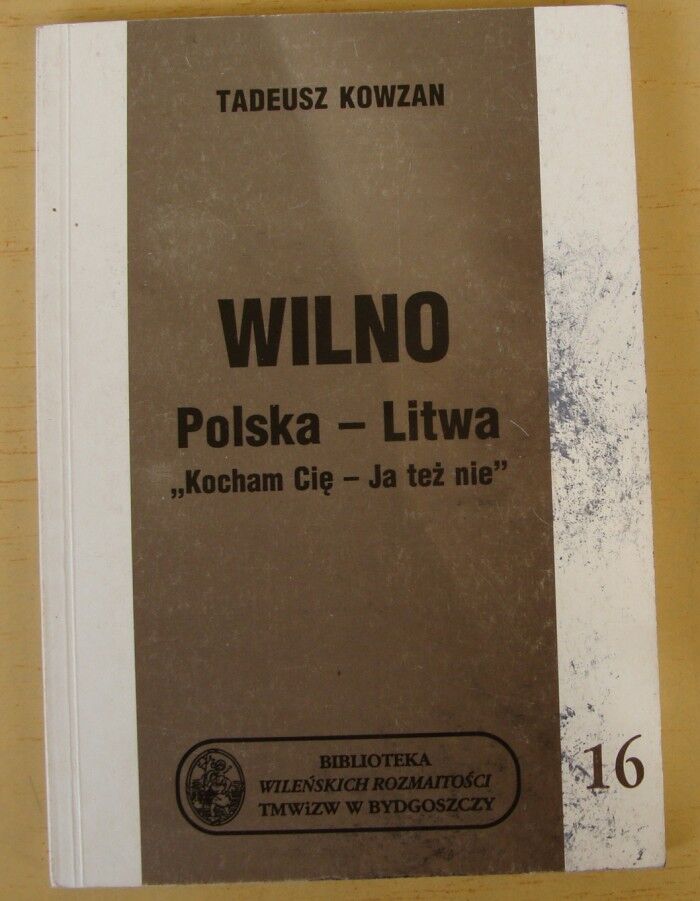 TADEUSZ KOWZAN
WILNO
Polska – Litwa
„Kocham Cię – Ja też nie”
BIBLIOTEKA
WILEŃSKICH ROZMAITOŚCI
TMWiZW W BYDGOSZCZY
16